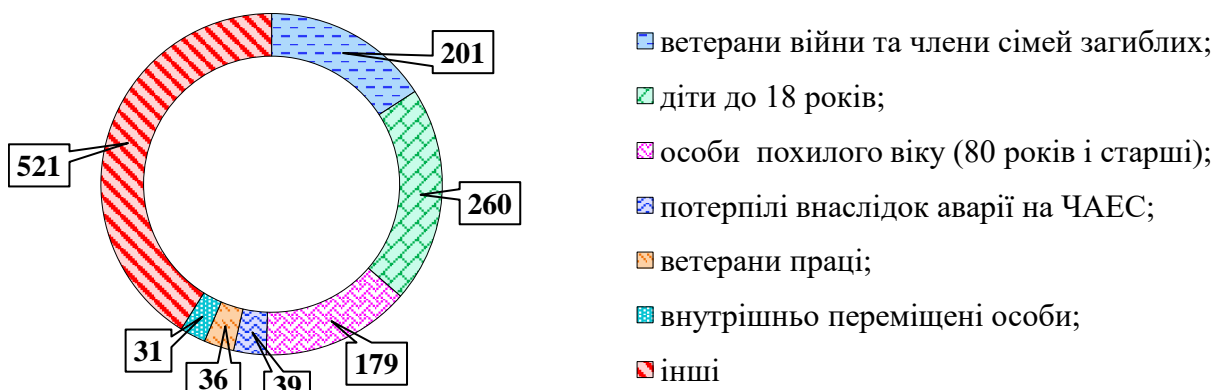 201
260
179
39
36
31
521
ветерани війни та члени сімей загиблих;
діти до 18 років;
особи похилого віку (80 років і старші);
потерпілі внаслідок аварії на ЧАЕС;
ветерани праці;
внутрішньо переміщені особи;
інші